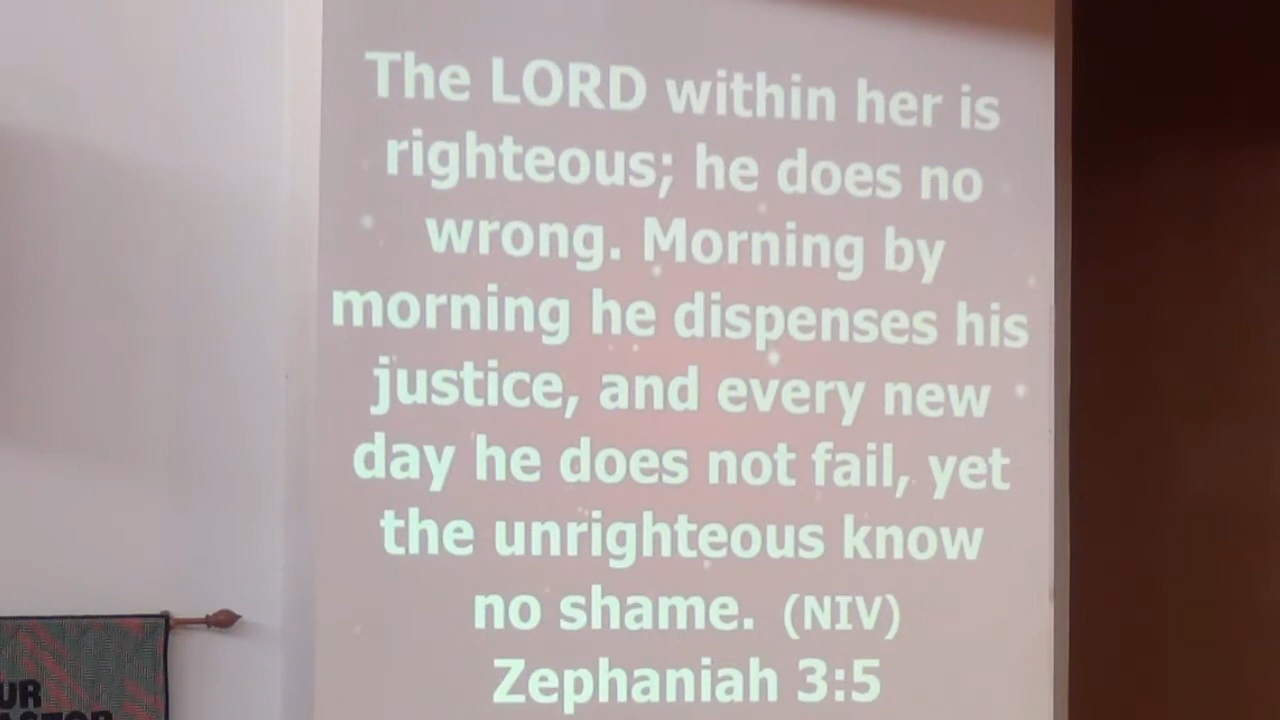 The LORD within her is
righteous; he does no
wrong. Morning by
morning he dispenses his
justice, and every new
day he does not fail, yet
the unrighteous know
no shame. (NIV)
Zephaniah 3:5
UR